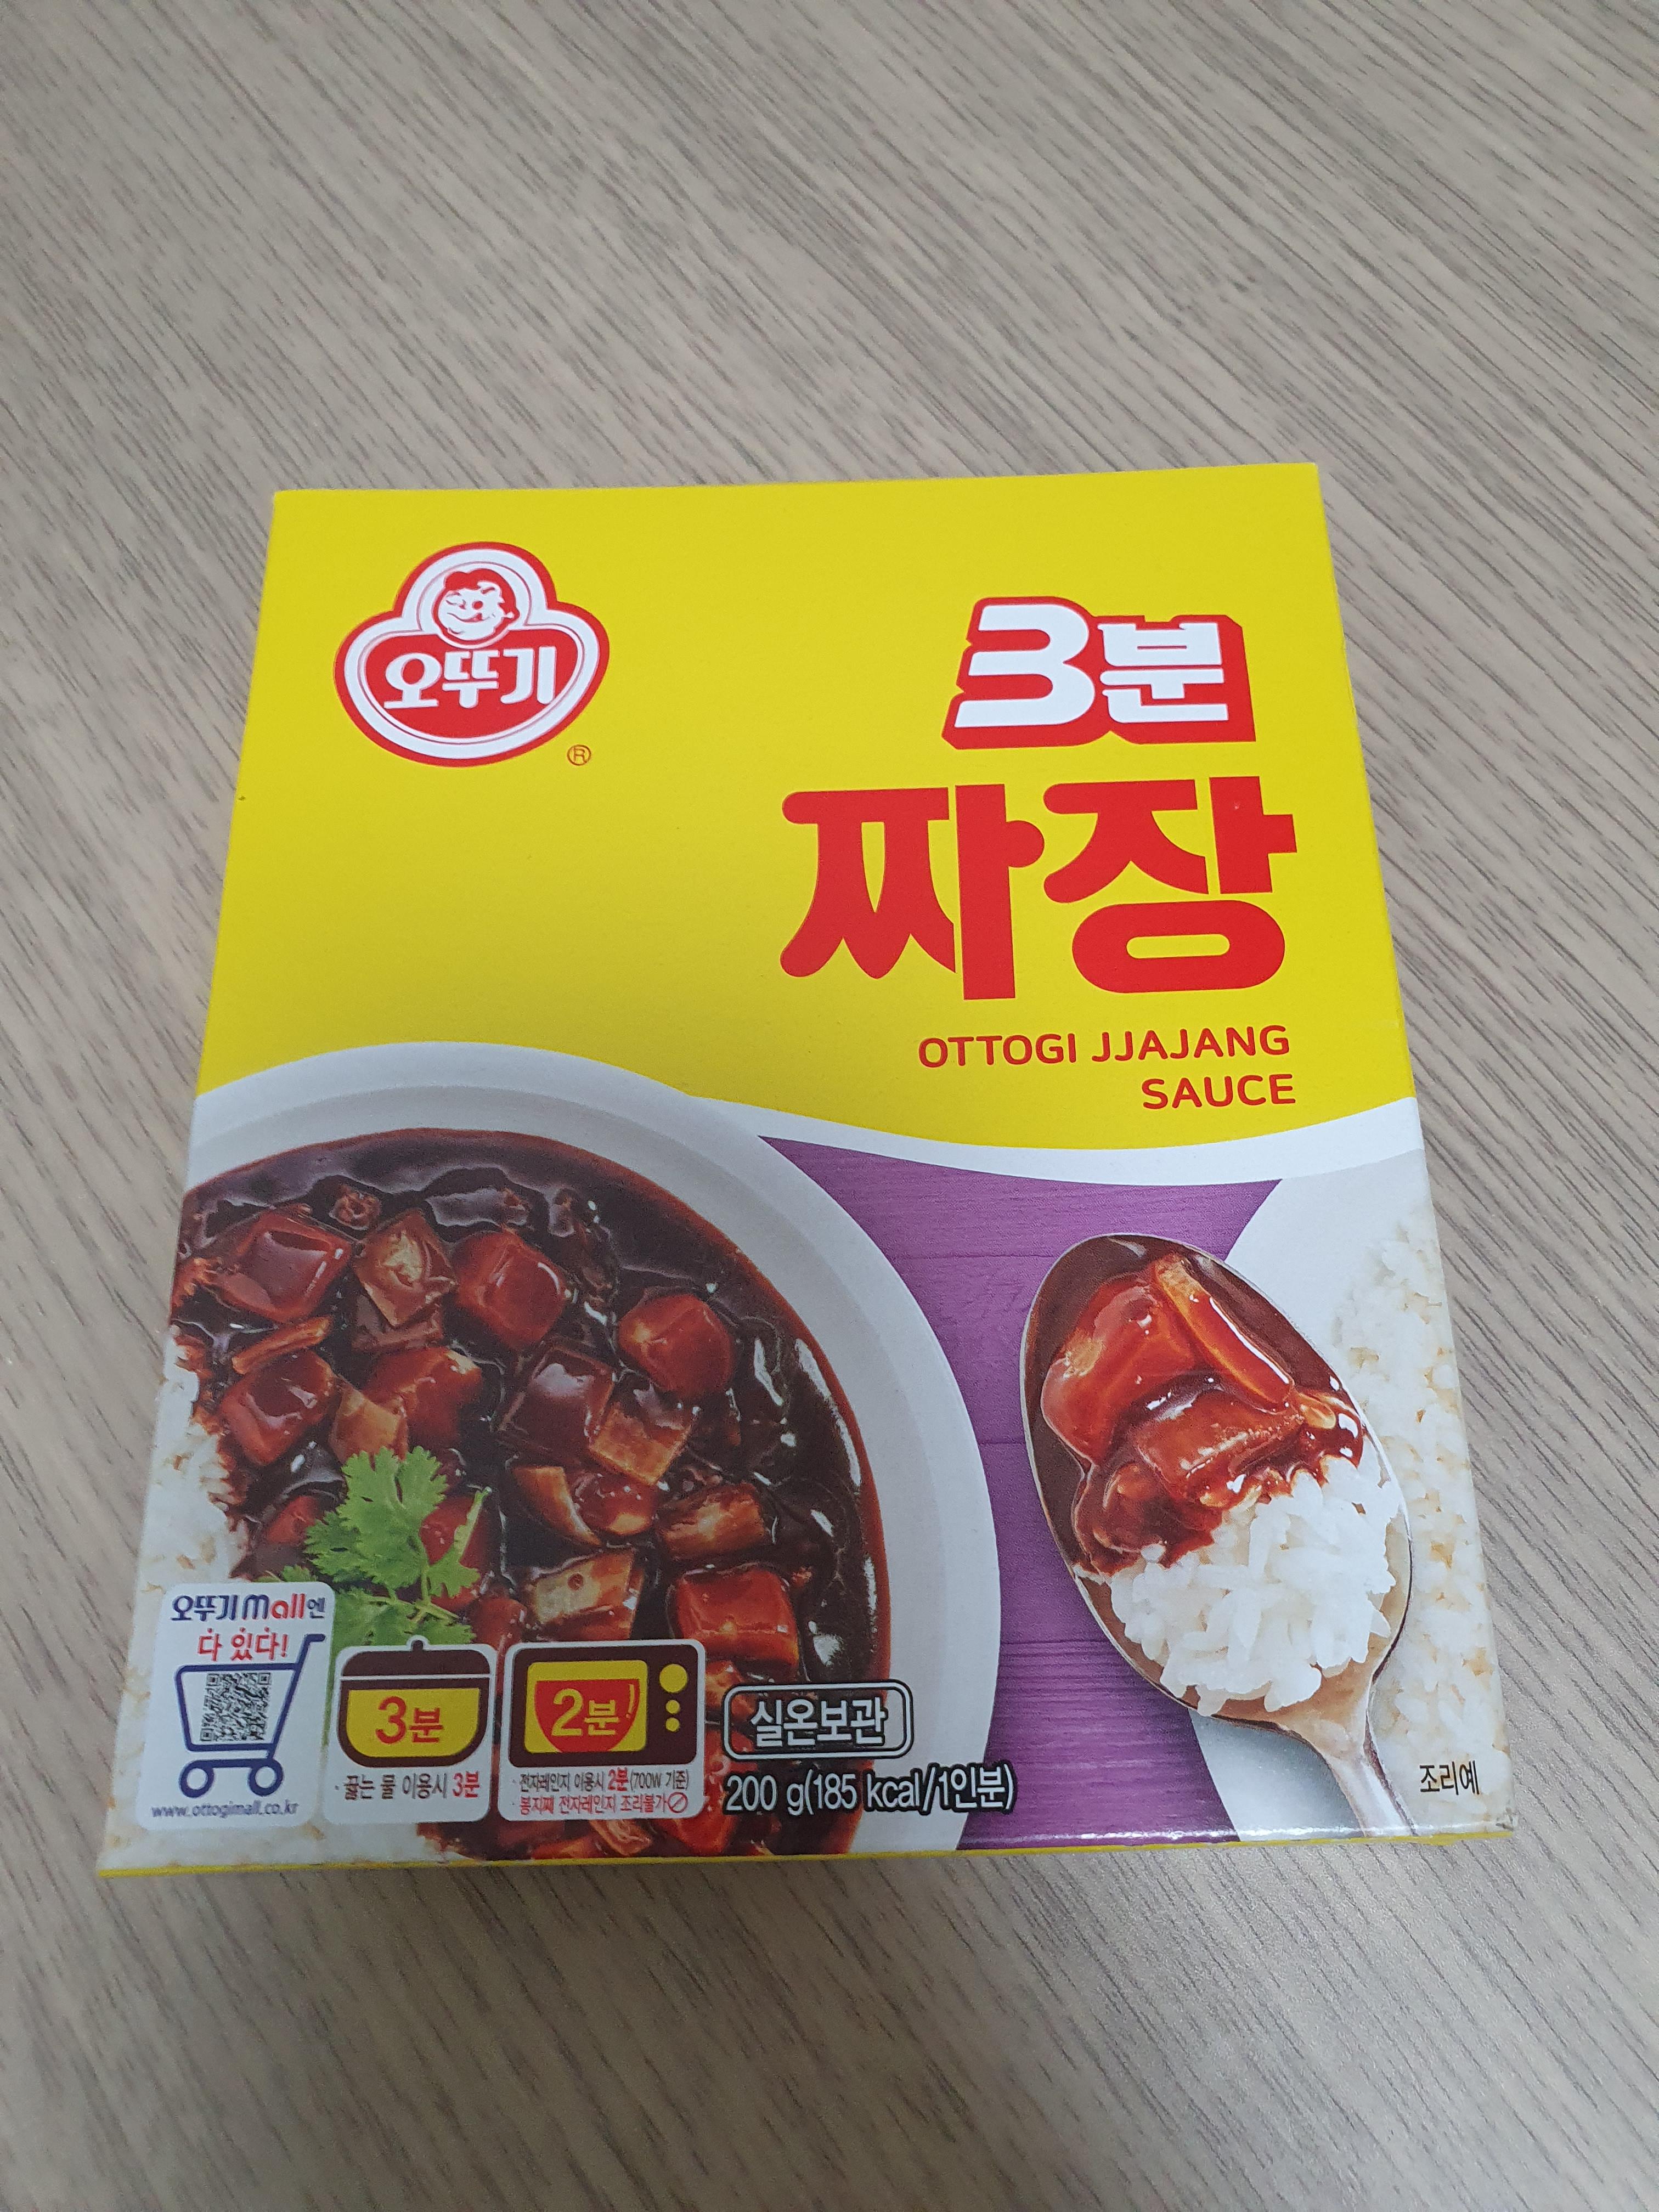 오뚜기
®
3분
짜장
OTTOGI JJAJANG
SAUCE
오뚜기mall엔
다 있다!
www.ottogimall.co.kr
3분
· 끓는 물 이용시 3분
2분
· 전자레인지 이용시 2분(700W 기준)
· 봉지째 전자레인지 조리불가
실온보관
200 g(185 kcal/1인분)
조리예